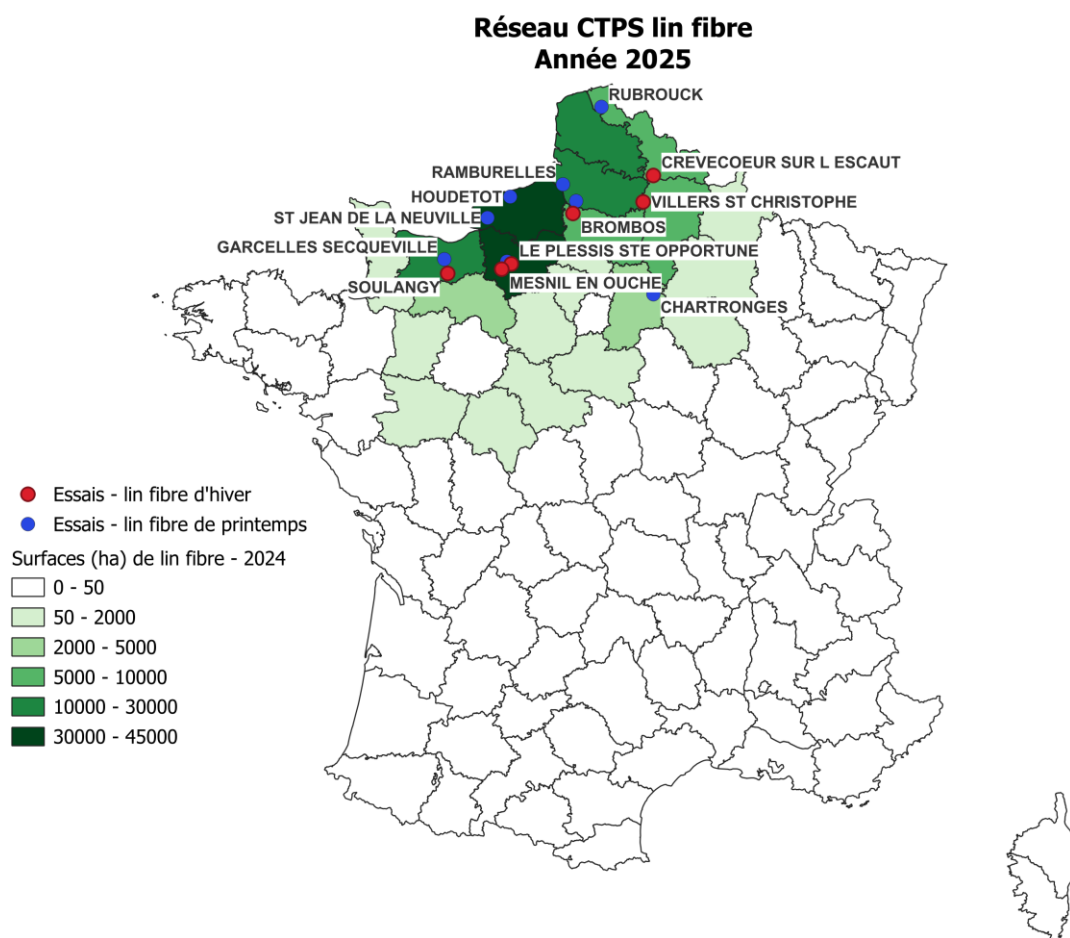 Réseau CTPS lin fibre
Année 2025
RUBROUCK
CREVECOEUR SUR L ESCAUT
RAMBURELLES
HOUDETOT
VILLERS ST CHRISTOPHE
ST JEAN DE LA NEUVILLE
BROMBOS
GARCELLES SECQUEVILLE
LE PLESSIS STE OPPORTUNE
SOULANGY
MESNIL EN OUCHE
CHARTRONGES
Essais - lin fibre d'hiver
Essais - lin fibre de printemps
Surfaces (ha) de lin fibre - 2024
0 - 50
50 - 2000
2000 - 5000
5000 - 10000
10000 - 30000
30000 - 45000